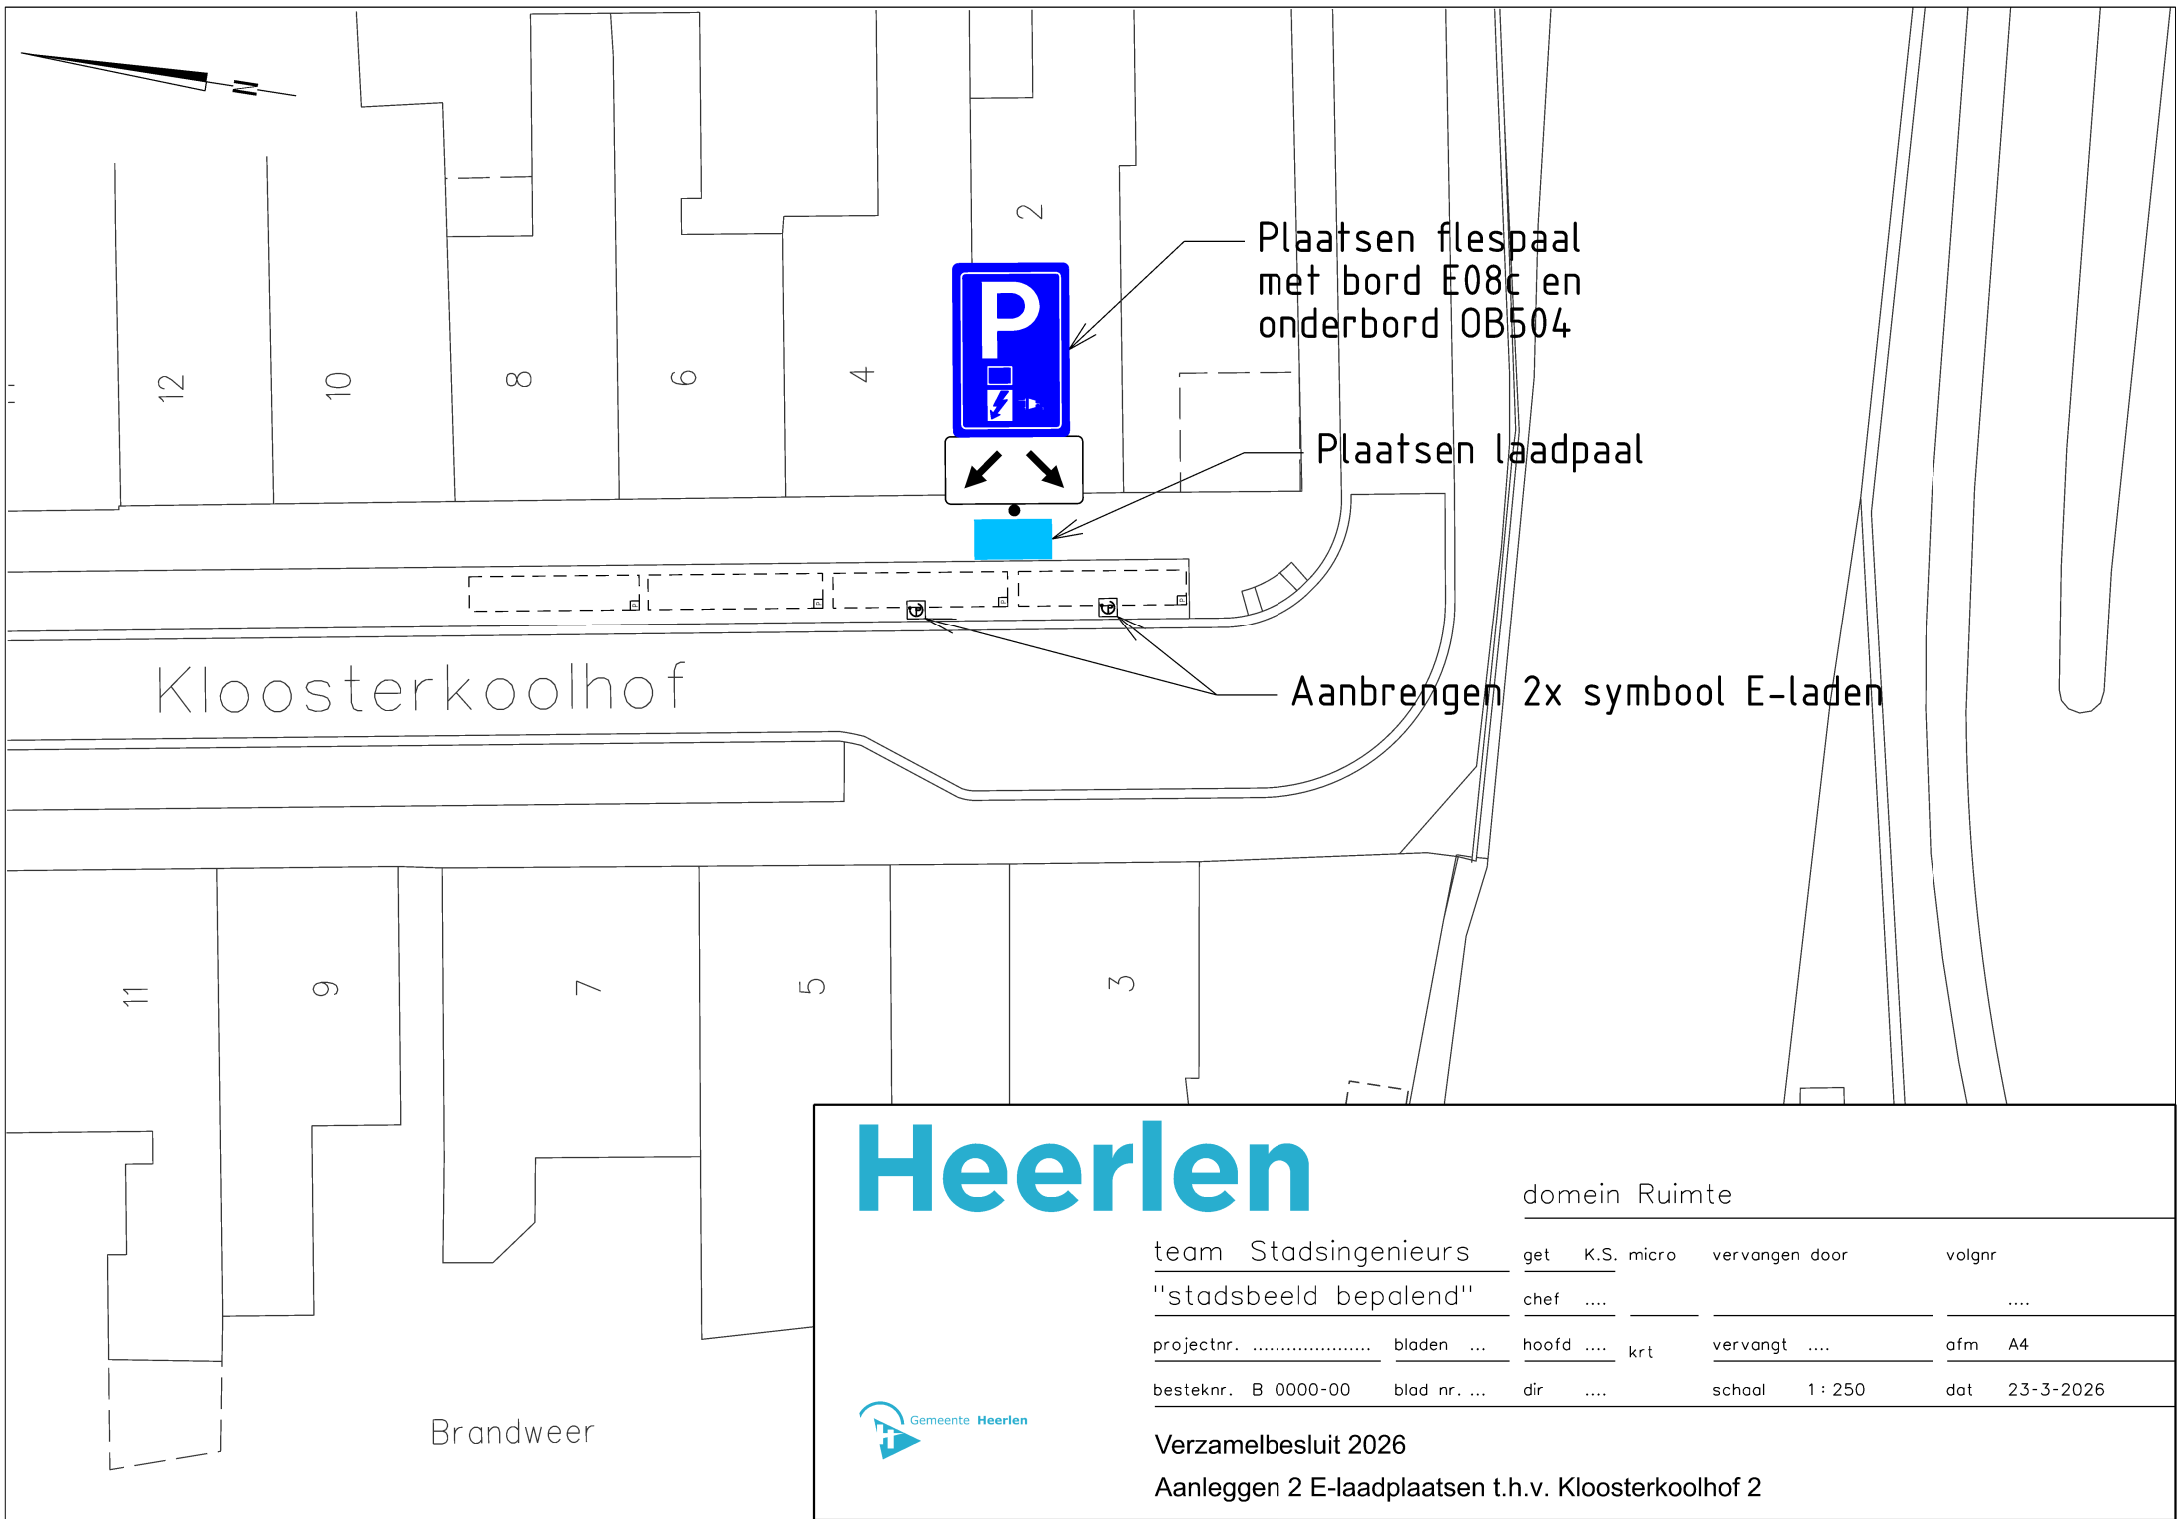 N
2
Plaatsen flespaal
met bord E08c en
onderbord OB504
P
12
10
8
6
4
Plaatsen laadpaal
P
P
P
P
Kloosterkoolhof
Aanbrengen 2x symbool E-laden
11
9
7
5
3
Heerlen
domein Ruimte
team Stadsingenieurs
get K.S. micro vervangen door volgnr
"stadsbeeld bepalend"
chef .... ....
projectnr. ..................... bladen ... hoofd .... krt vervangt .... afm A4
besteknr. B 0000-00 blad nr. ... dir .... schaal 1:250 dat 23-3-2026
Brandweer
H Gemeente Heerlen
Verzamelbesluit 2026
Aanleggen 2 E-laadplaatsen t.h.v. Kloosterkoolhof 2